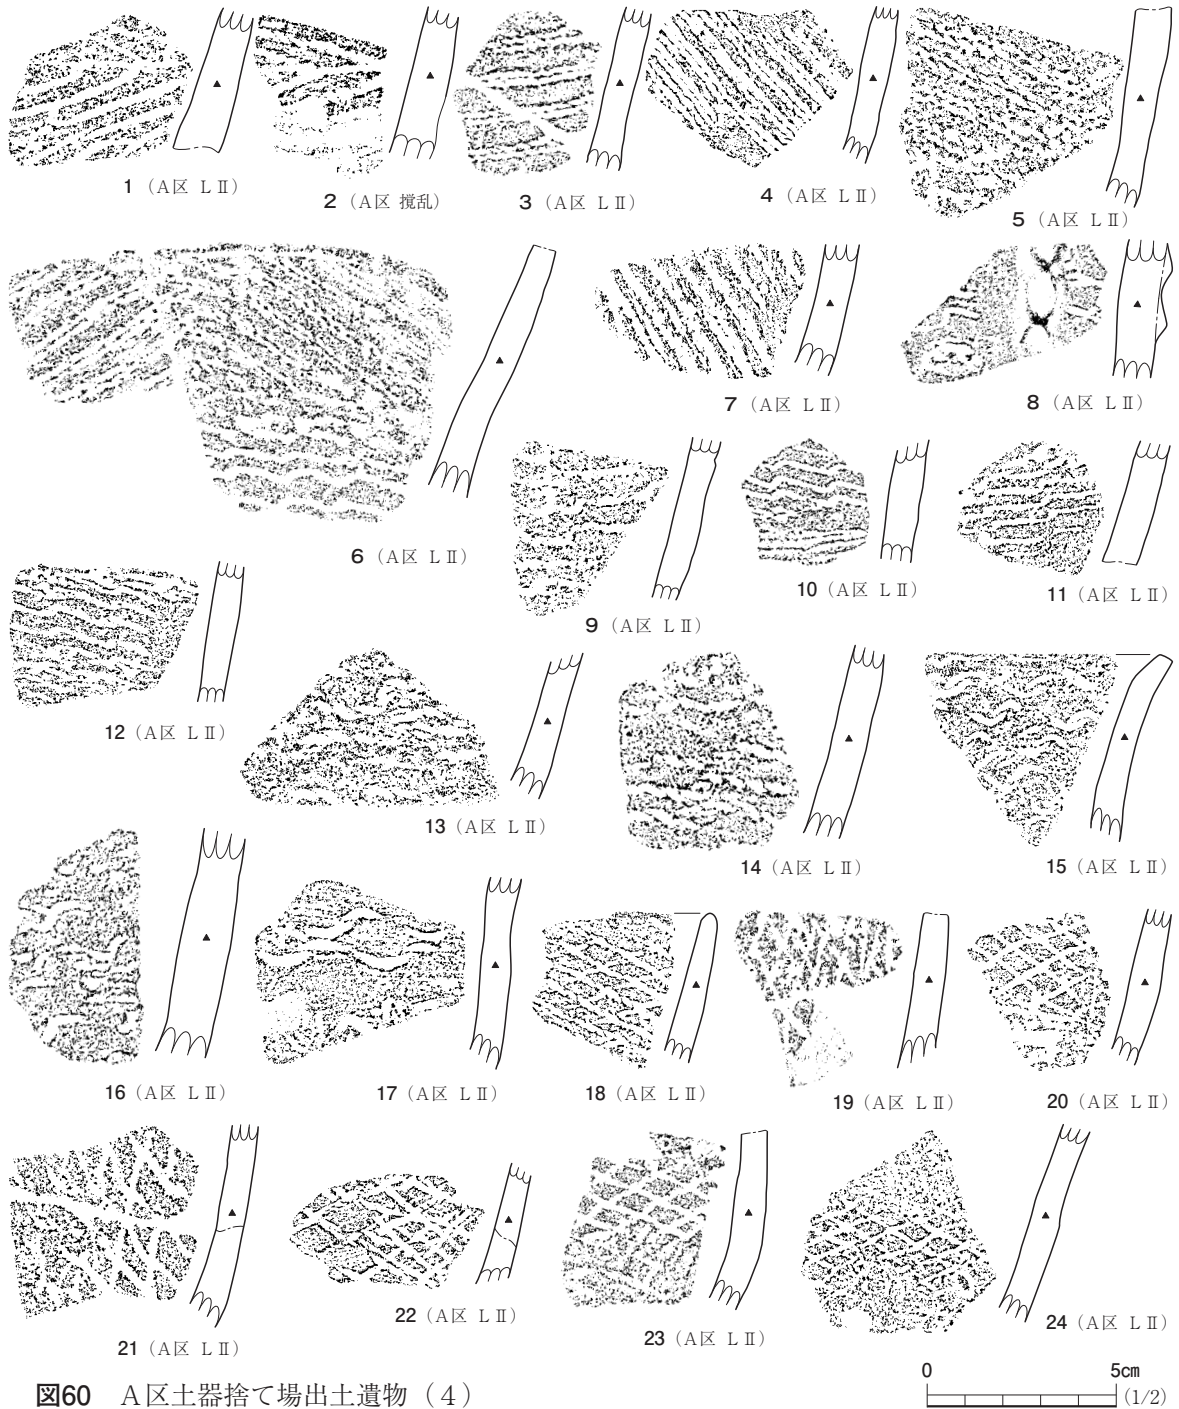 1（A区 LⅡ）
2（A区 撹乱）
3（A区 LⅡ）
4（A区 LⅡ）
5（A区 LⅡ）
6（A区 LⅡ）
7（A区 LⅡ）
8（A区 LⅡ）
9（A区 LⅡ）
10（A区 LⅡ）
11（A区 LⅡ）
12（A区 LⅡ）
13（A区 LⅡ）
14（A区 LⅡ）
15（A区 LⅡ）
16（A区 LⅡ）
17（A区 LⅡ）
18（A区 LⅡ）
19（A区 LⅡ）
20（A区 LⅡ）
21（A区 LⅡ）
22（A区 LⅡ）
23（A区 LⅡ）
24（A区 LⅡ）
0 5㎝
(1/2)
図60 A区土器捨て場出土遺物（４）